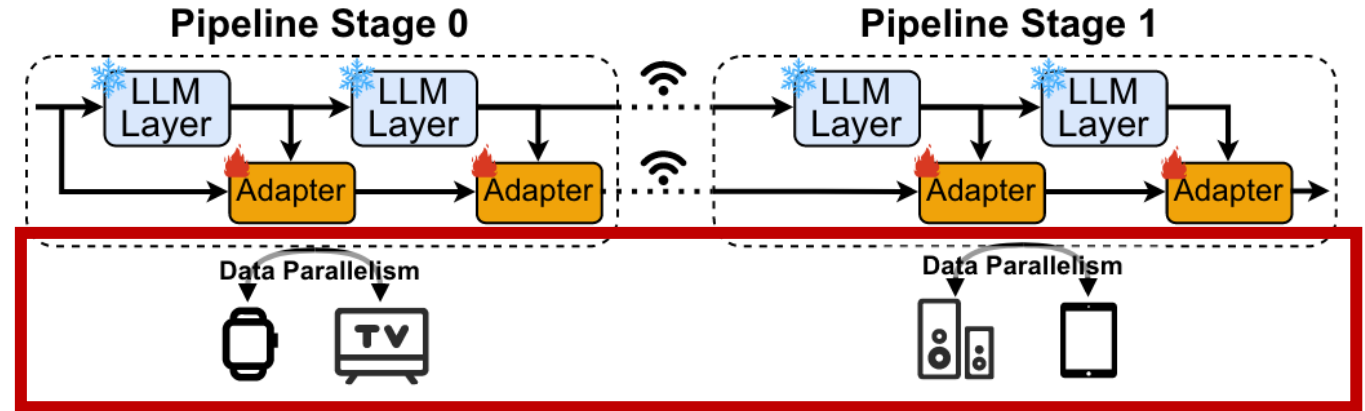 Pipeline Stage 0
Pipeline Stage 1
LLM
Layer
LLM
Layer
LLM
Layer
LLM
Layer
Adapter
Adapter
Adapter
Adapter
Data Parallelism
Data Parallelism
TV